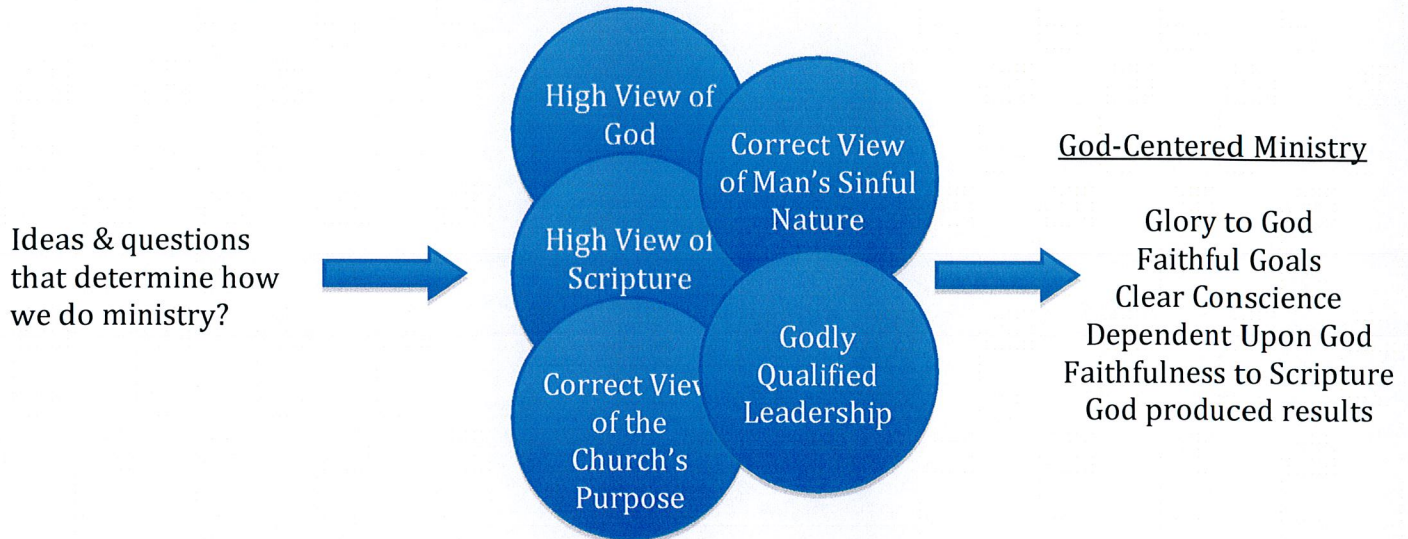 Ideas & questions
that determine how
we do ministry?
High View of
God
High View of
Scripture
Correct View
of the
Church's
Purpose
Correct View
of Man's Sinful
Nature
Godly
Qualified
Leadership
God-Centered Ministry
Glory to God
Faithful Goals
Clear Conscience
Dependent Upon God
Faithfulness to Scripture
God produced results